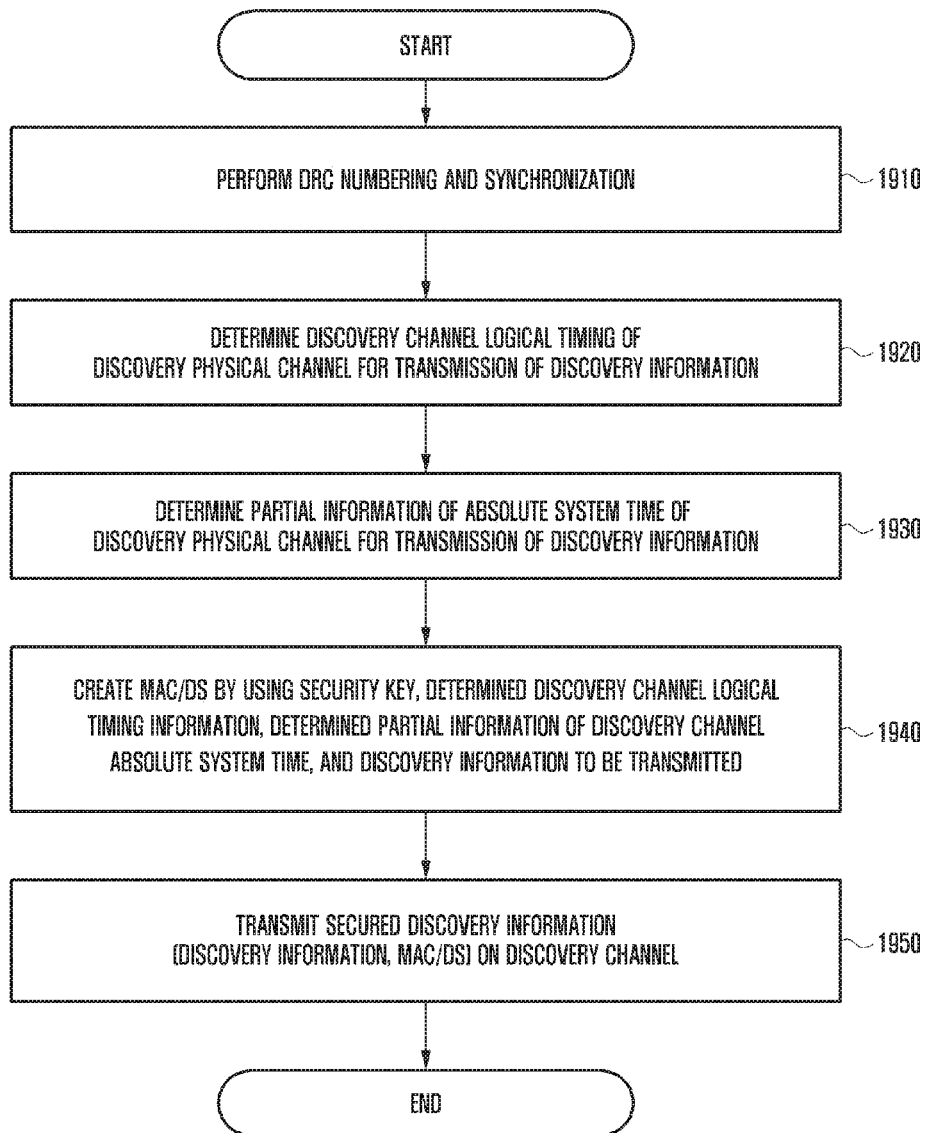 START
PERFORM DRC NUMBERING AND SYNCHRONIZATION
1910
DETERMINE DISCOVERY CHANNEL LOGICAL TIMING OF
DISCOVERY PHYSICAL CHANNEL FOR TRANSMISSION OF DISCOVERY INFORMATION
1920
DETERMINE PARTIAL INFORMATION OF ABSOLUTE SYSTEM TIME OF
DISCOVERY PHYSICAL CHANNEL FOR TRANSMISSION OF DISCOVERY INFORMATION
1930
CREATE MAC/DS BY USING SECURITY KEY, DETERMINED DISCOVERY CHANNEL LOGICAL
TIMING INFORMATION, DETERMINED PARTIAL INFORMATION OF DISCOVERY CHANNEL
ABSOLUTE SYSTEM TIME, AND DISCOVERY INFORMATION TO BE TRANSMITTED
1940
TRANSMIT SECURED DISCOVERY INFORMATION
(DISCOVERY INFORMATION, MAC/DS) ON DISCOVERY CHANNEL
1950
END